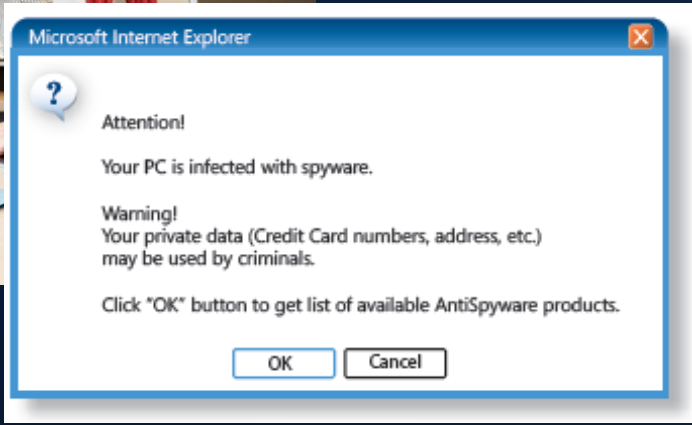 Microsoft Internet Explorer
?
Attention!
Your PC is infected with spyware.
Warning!
Your private data (Credit Card numbers, address, etc.)
may be used by criminals.
Click "OK" button to get list of available AntiSpyware products.
OK
Cancel